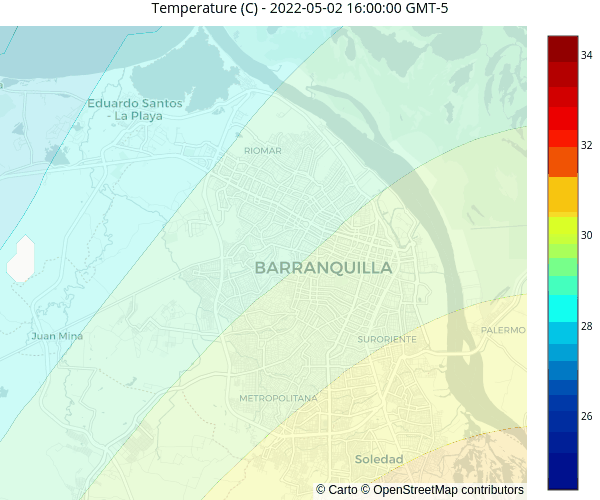 Temperature (C) - 2022-05-02 16:00:00 GMT-5
34
32
30
28
26
Eduardo Santos
- La Playa
RIOMAR
BARRANQUILLA
Juan Mina
SURORIENTE
PALERMO
METROPOLITANA
Soledad
© Carto © OpenStreetMap contributors